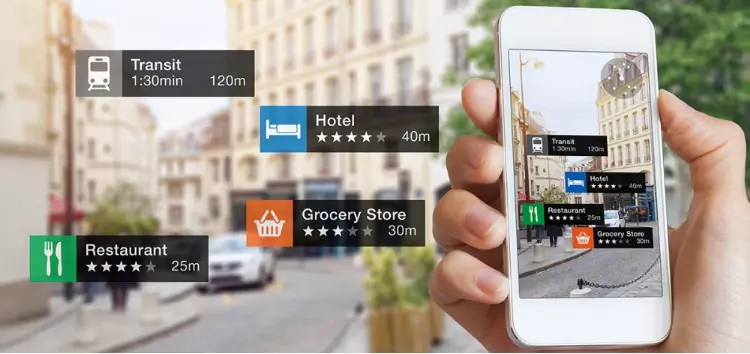 Transit
1:30min 120m
Hotel
40m
Grocery Store
30m
Restaurant
25m
Transit
1:30min 120m
Hotel
40m
Restaurant
25m
Grocery Store
30m